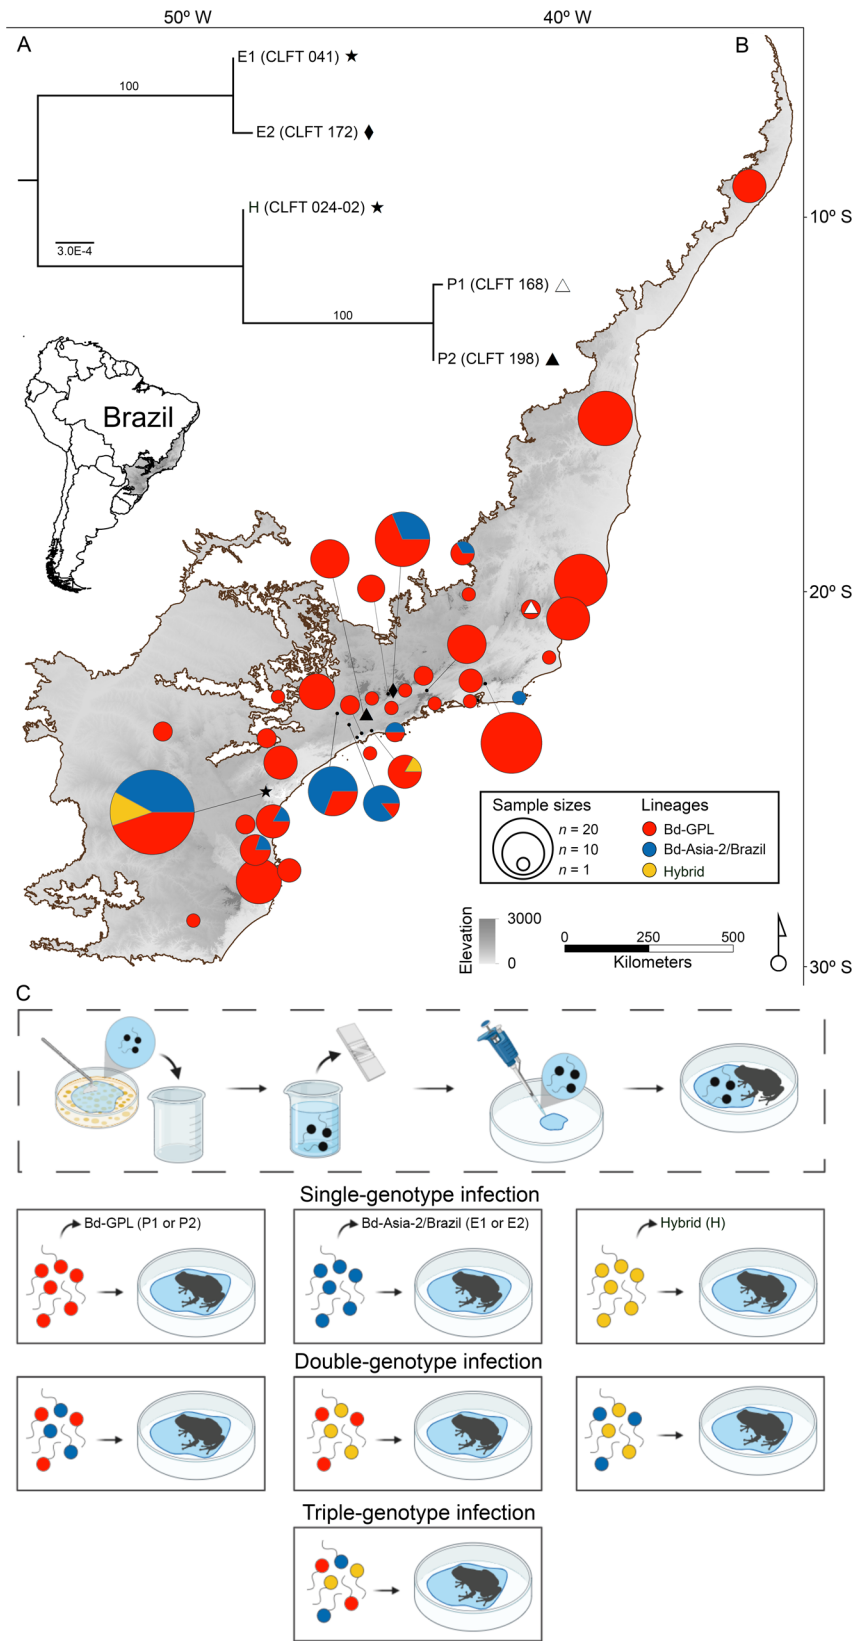 50º W
40º W
A
B
E1 (CLFT 041)
100
E2 (CLFT 172)
H (CLFT 024-02)
10º S
3.0E-4
P1 (CLFT 168)
100
P2 (CLFT 198)
Brazil
20º S
Sample sizes
n = 20
n = 10
n = 1
Lineages
Bd-GPL
Bd-Asia-2/Brazil
Hybrid
Elevation
3000
0
0
250
500
Kilometers
30º S
C
Single-genotype infection
Bd-GPL (P1 or P2)
Bd-Asia-2/Brazil (E1 or E2)
Hybrid (H)
Double-genotype infection
Triple-genotype infection